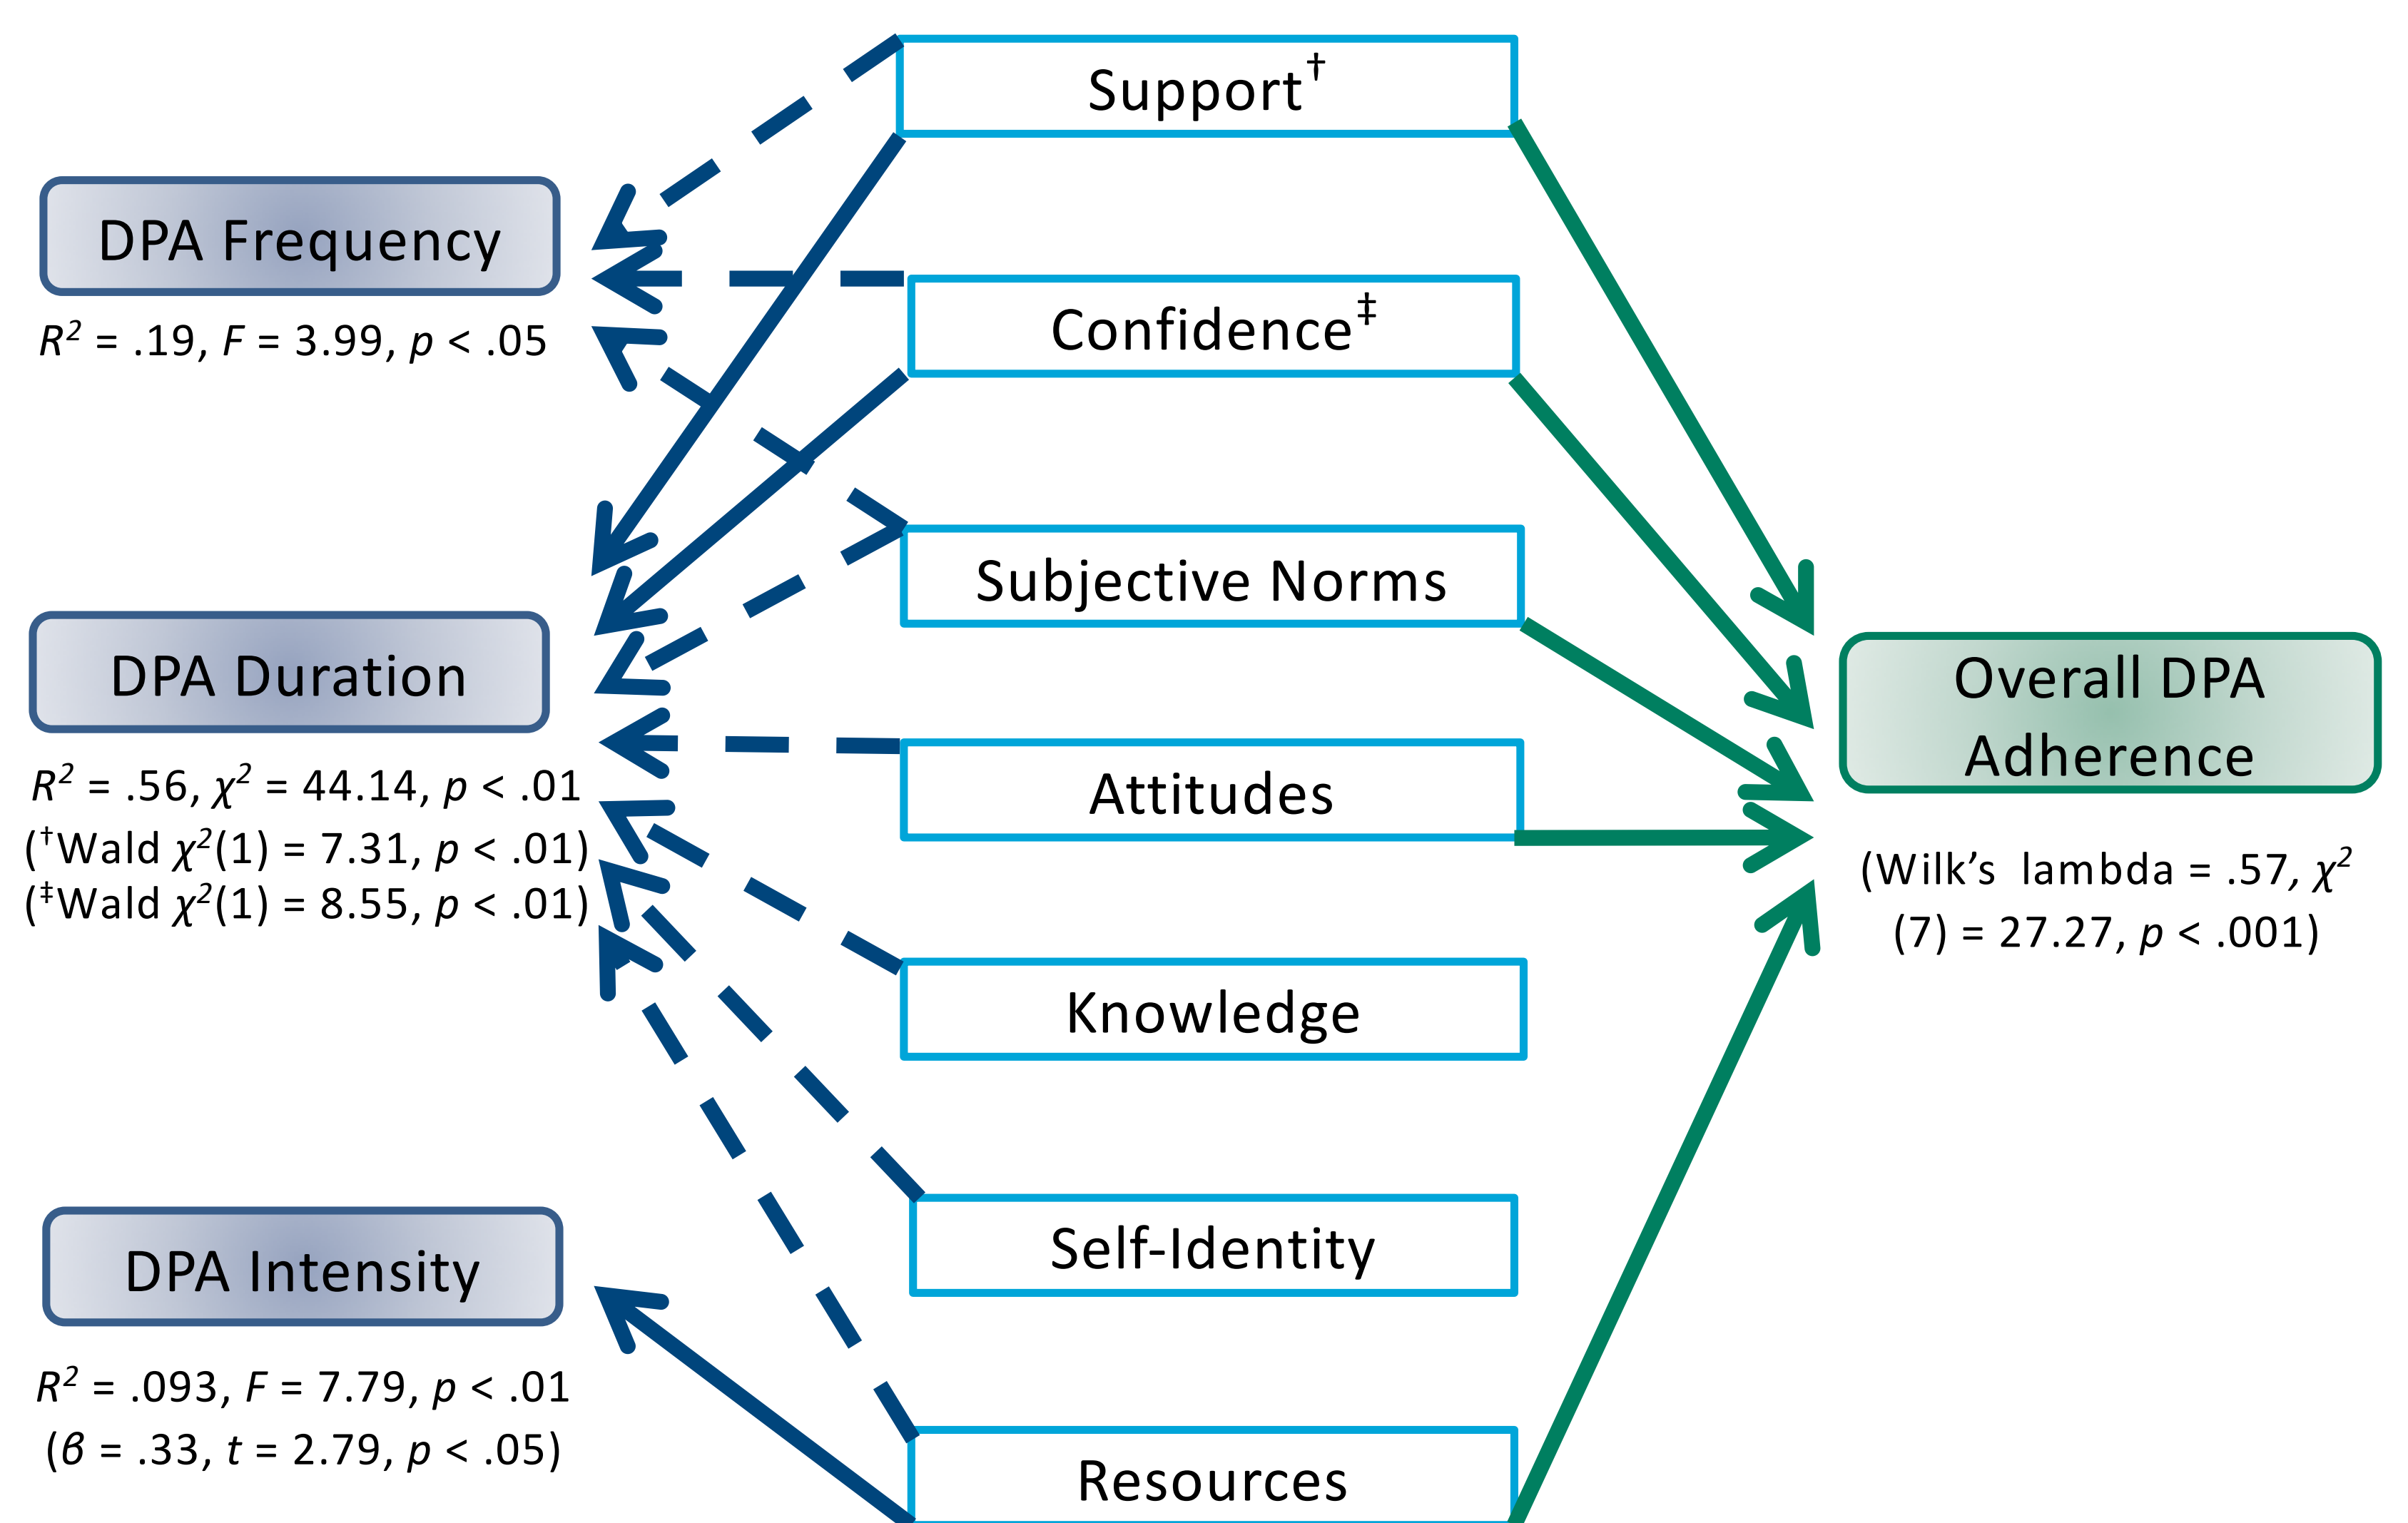 Support†
DPA Frequency
R² = .19, F = 3.99, p < .05
Confidence‡
Subjective Norms
DPA Duration
R² = .56, χ² = 44.14, p < .01
(†Wald χ²(1) = 7.31, p < .01)
(‡Wald χ²(1) = 8.55, p < .01)
Attitudes
Overall DPA
Adherence
(Wilk’s lambda = .57, χ²
(7) = 27.27, p < .001)
Knowledge
Self-Identity
DPA Intensity
R² = .093, F = 7.79, p < .01
(β = .33, t = 2.79, p < .05)
Resources